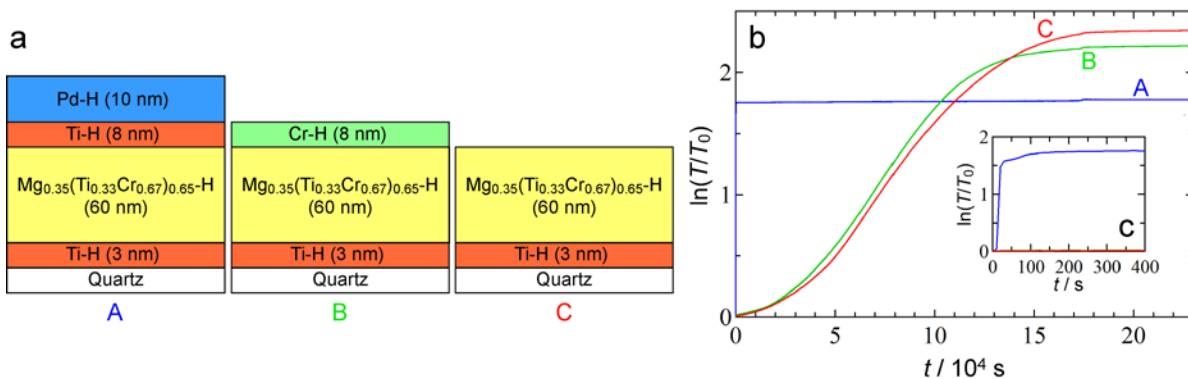 a
Pd-H (10 nm)
Ti-H (8 nm)
Mg0.35(Ti0.33Cr0.67)0.65-H
(60 nm)
Ti-H (3 nm)
Quartz
A
Cr-H (8 nm)
Mg0.35(Ti0.33Cr0.67)0.65-H
(60 nm)
Ti-H (3 nm)
Quartz
B
Mg0.35(Ti0.33Cr0.67)0.65-H
(60 nm)
Ti-H (3 nm)
Quartz
C
b
ln(T/T0)
2
1
0
0 5 10 15 20
t / 10⁴ s
C
B
A
ln(T/T0)
2
1
0
0 100 200 300 400
t / s
c